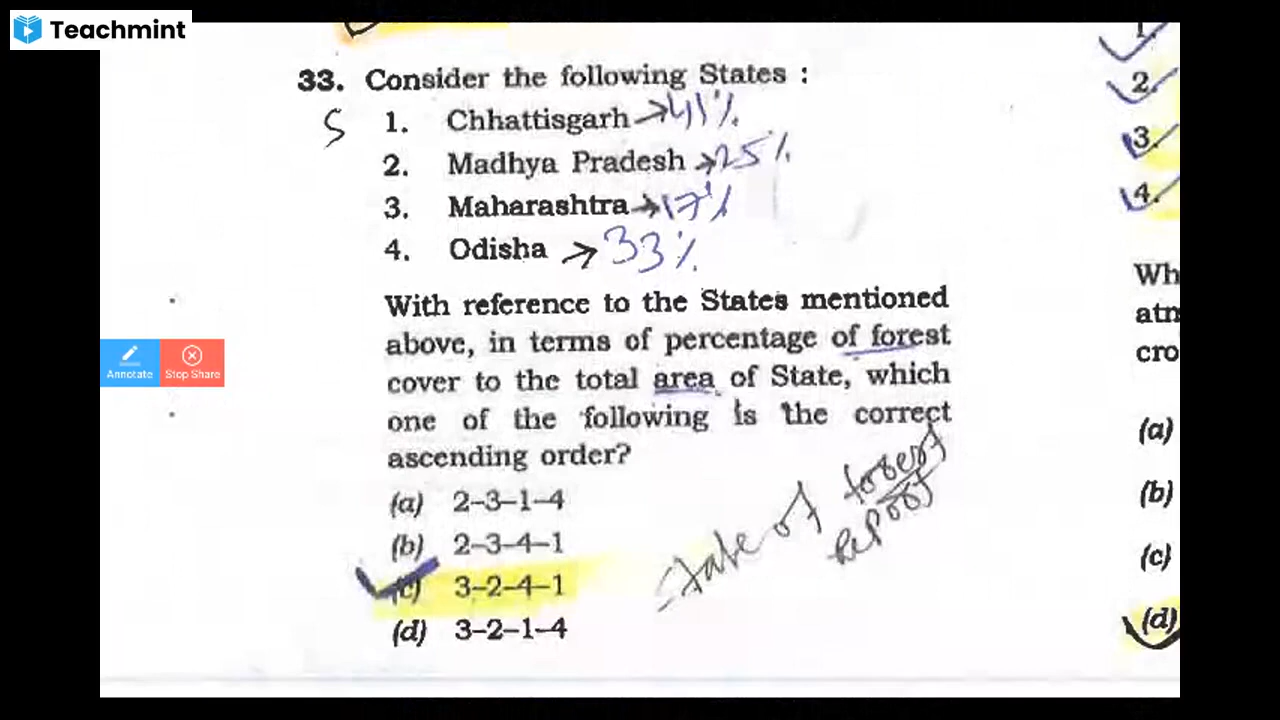 Teachmint
33. Consider the following States :
S 1. Chhattisgarh → 41%
2. Madhya Pradesh → 25%
3. Maharashtra → 17%
4. Odisha → 33%
With reference to the States mentioned
above, in terms of percentage of forest
cover to the total area of State, which
one of the following is the correct
ascending order?
(a) 2–3–1–4
(b) 2–3–4–1
(c) 3–2–4–1
(d) 3–2–1–4
State of forest
report
Annotate
Stop Share
1.
2.
3.
4.
Wh
atm
cro
(a)
(b)
(c)
(d)